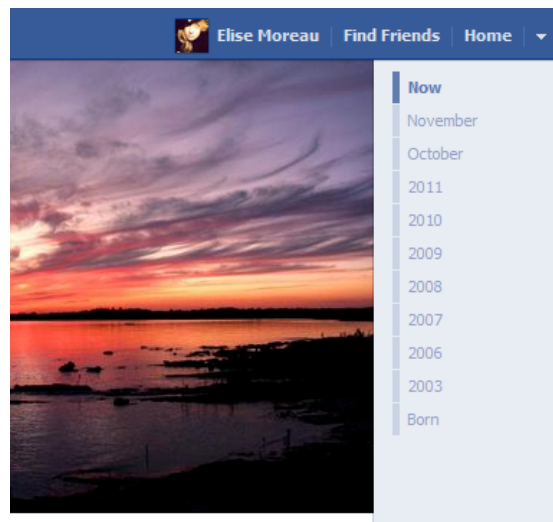 Elise Moreau Find Friends Home
Now
November
October
2011
2010
2009
2008
2007
2006
2003
Born